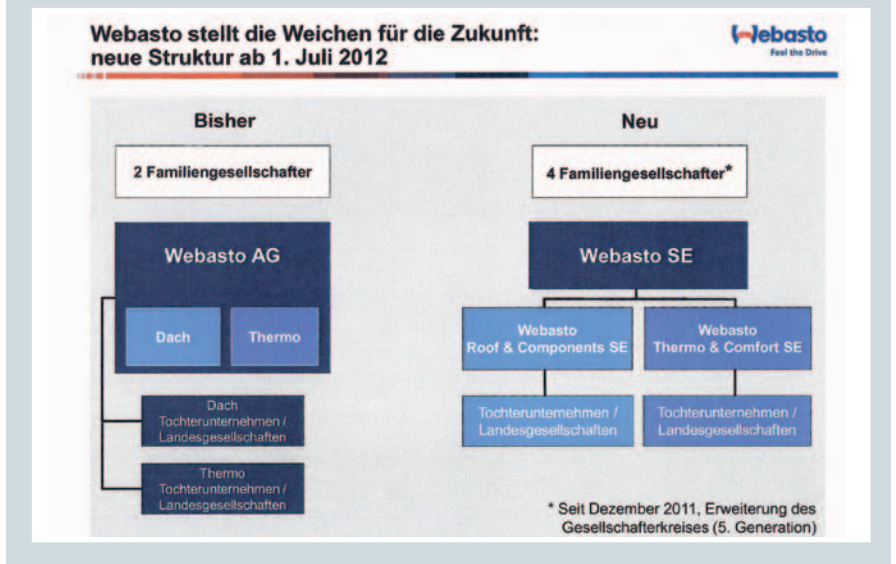 Webasto stellt die Weichen für die Zukunft:
neue Struktur ab 1. Juli 2012
Webasto
Feel the Drive
Bisher
2 Familiengesellschafter
Webasto AG
Dach
Thermo
Dach
Tochterunternehmen /
Landesgesellschaften
Thermo
Tochterunternehmen /
Landesgesellschaften
Neu
4 Familiengesellschafter*
Webasto SE
Webasto
Roof & Components SE
Webasto
Thermo & Comfort SE
Tochterunternehmen /
Landesgesellschaften
Tochterunternehmen /
Landesgesellschaften
* Seit Dezember 2011, Erweiterung des
Gesellschafterkreises (5. Generation)